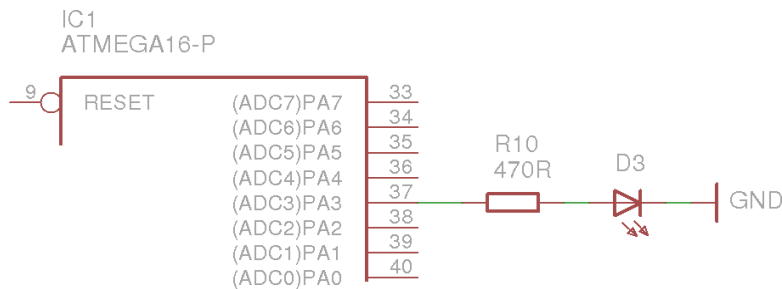 IC1
ATMEGA16-P
9
RESET
(ADC7)PA7 33
(ADC6)PA6 34
(ADC5)PA5 35
(ADC4)PA4 36
(ADC3)PA3 37
(ADC2)PA2 38
(ADC1)PA1 39
(ADC0)PA0 40
R10
470R
D3
GND